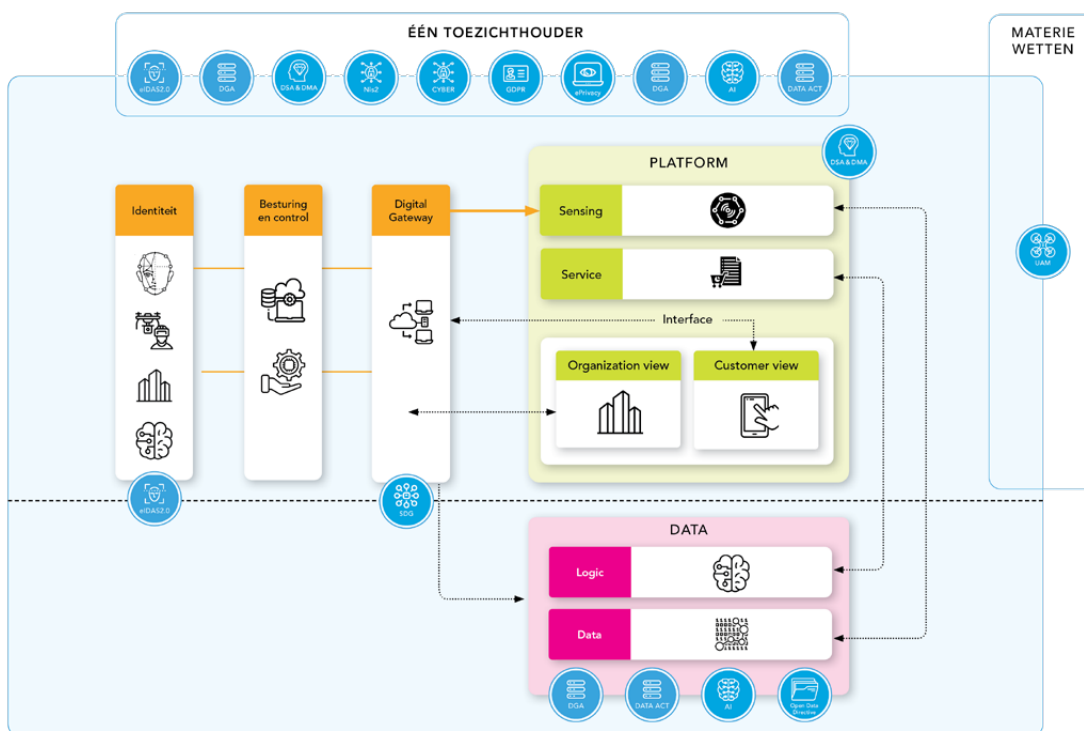 ÉÉN TOEZICHTHOUDER
MATERIE
WETTEN
eIDAS2.0
DGA
DSA & DMA
Nis2
CYBER
GDPR
ePrivacy
DGA
AI
DATA ACT
PLATFORM
DSA & DMA
Identiteit
Besturing
en control
Digital
Gateway
Sensing
Service
UAM
Interface
Organization view
Customer view
eIDAS2.0
SDG
DATA
Logic
Data
DGA
DATA ACT
AI
Open Data
Directive